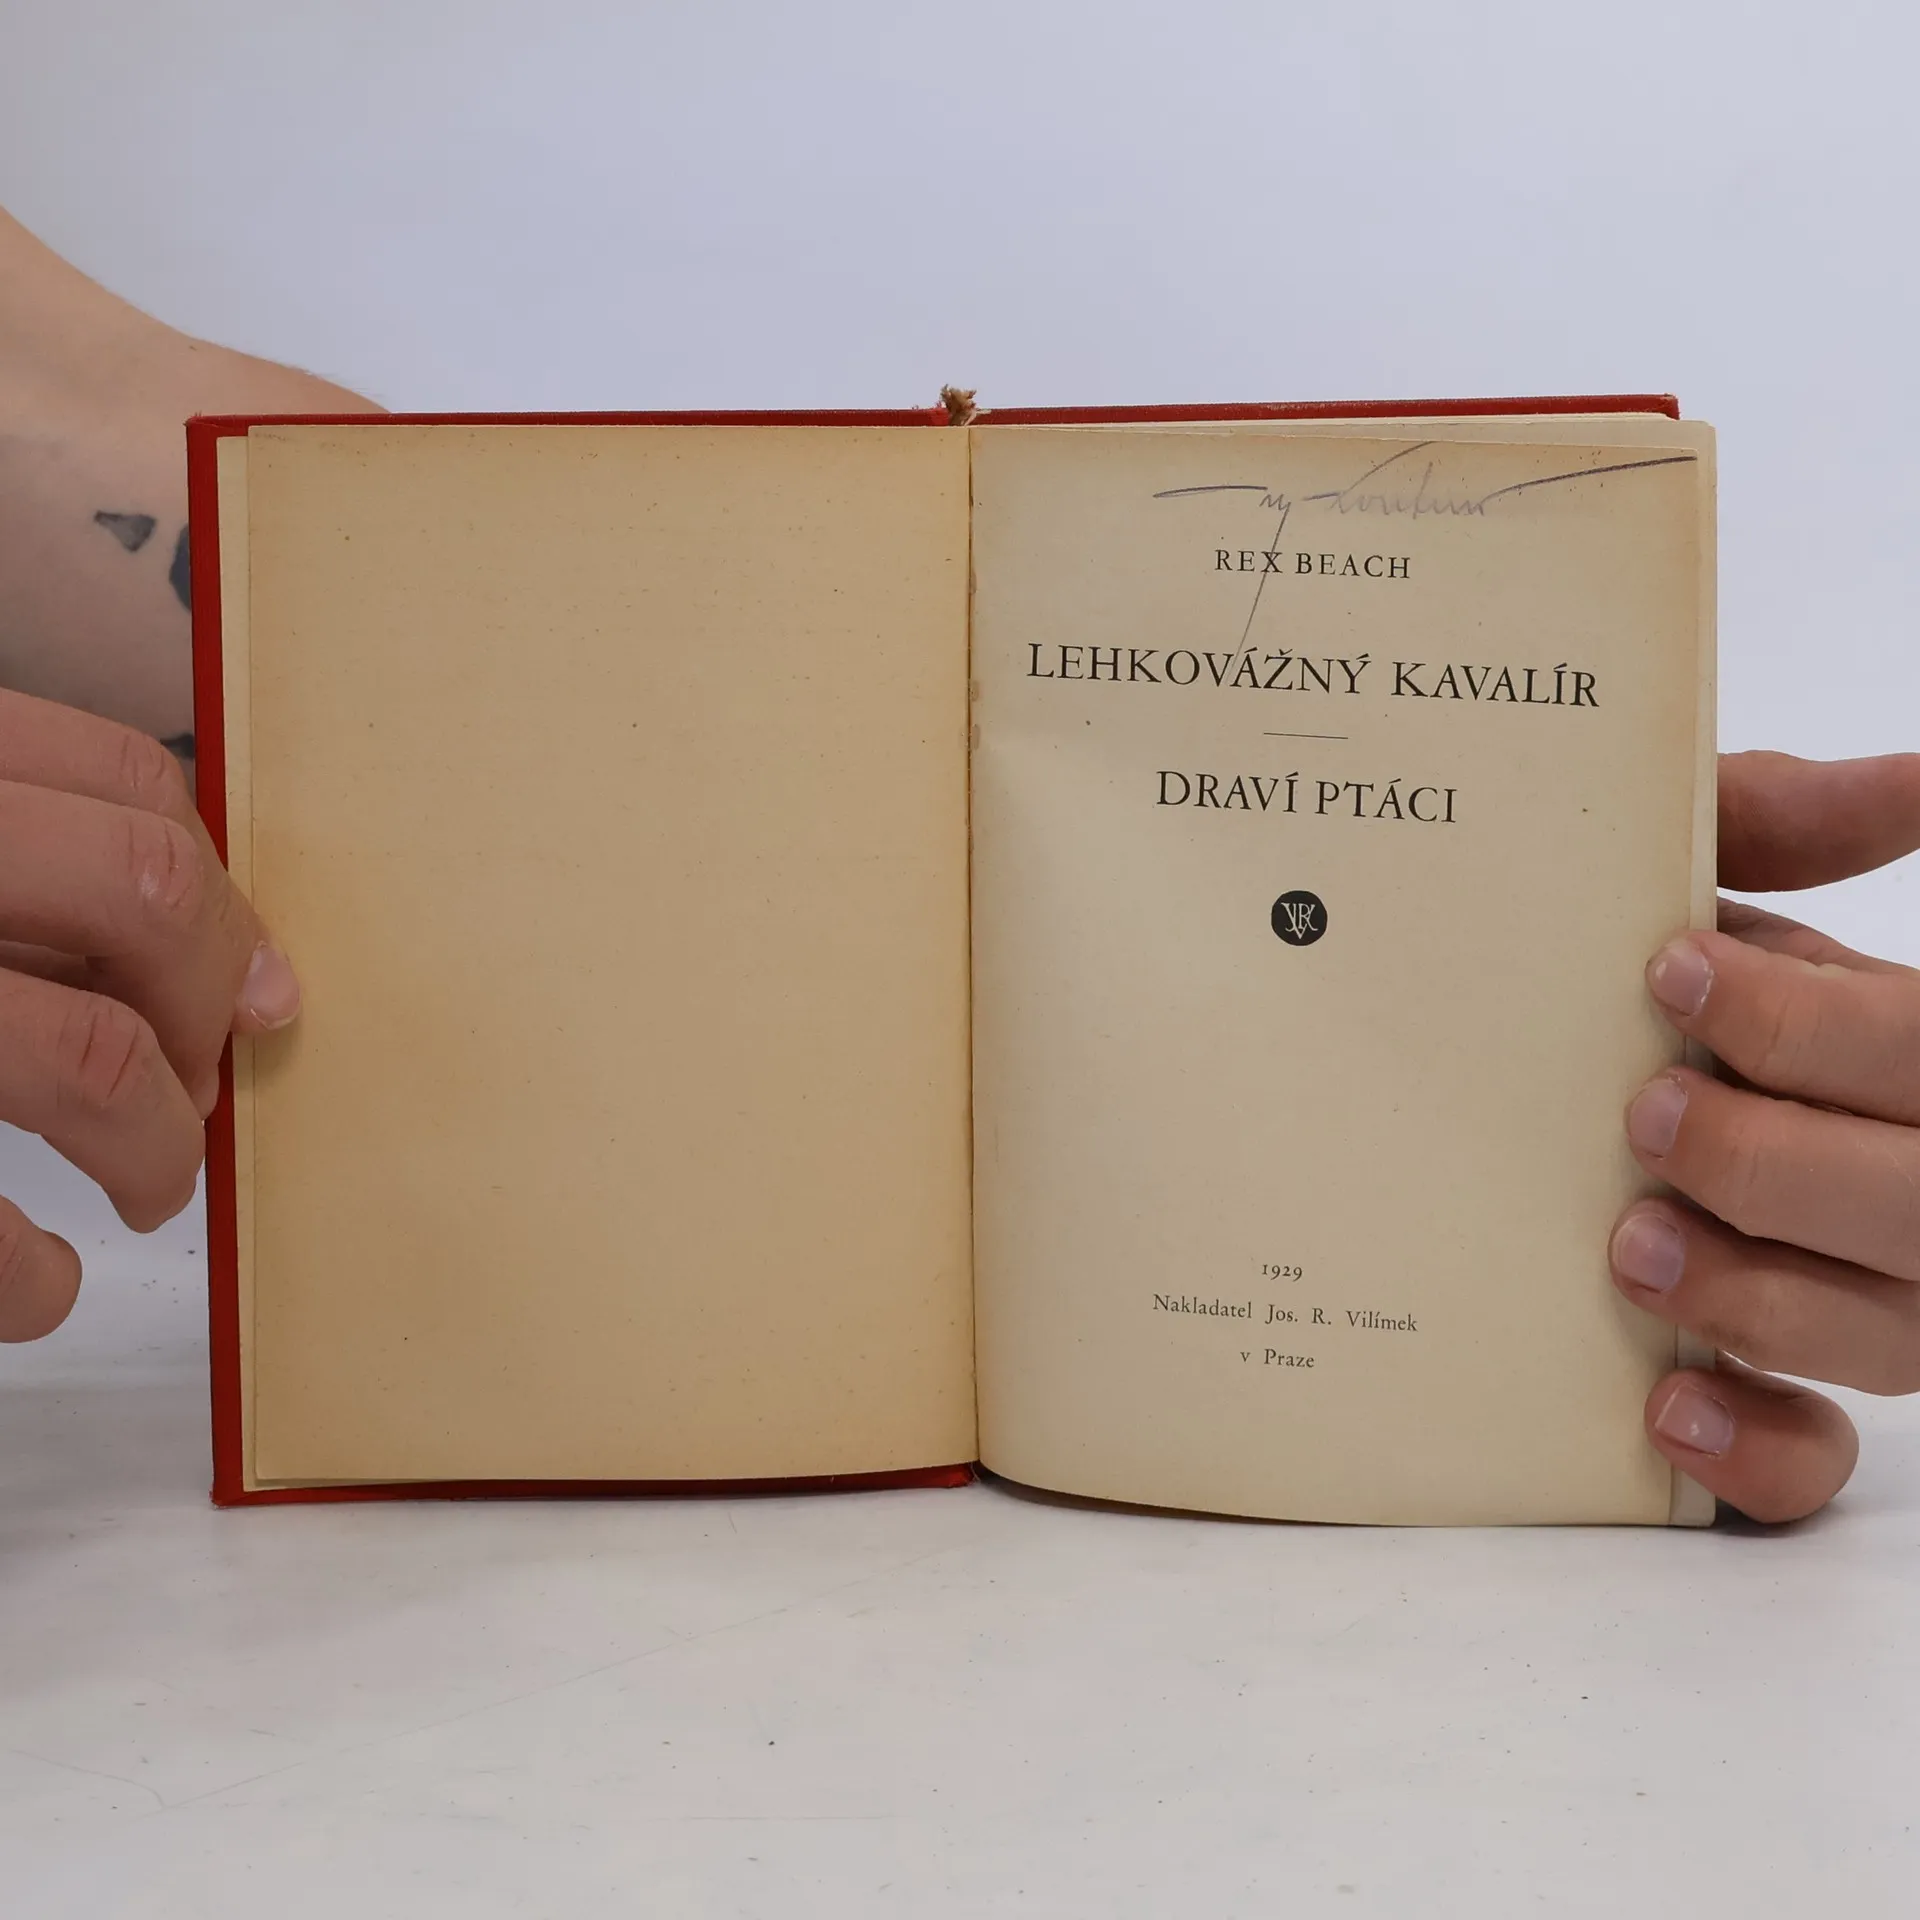 REX BEACH
LEHKOVÁŽNÝ KAVALÍR
DRAVÍ PTÁCI
1929
Nakladatel Jos. R. Vilímek
v Praze